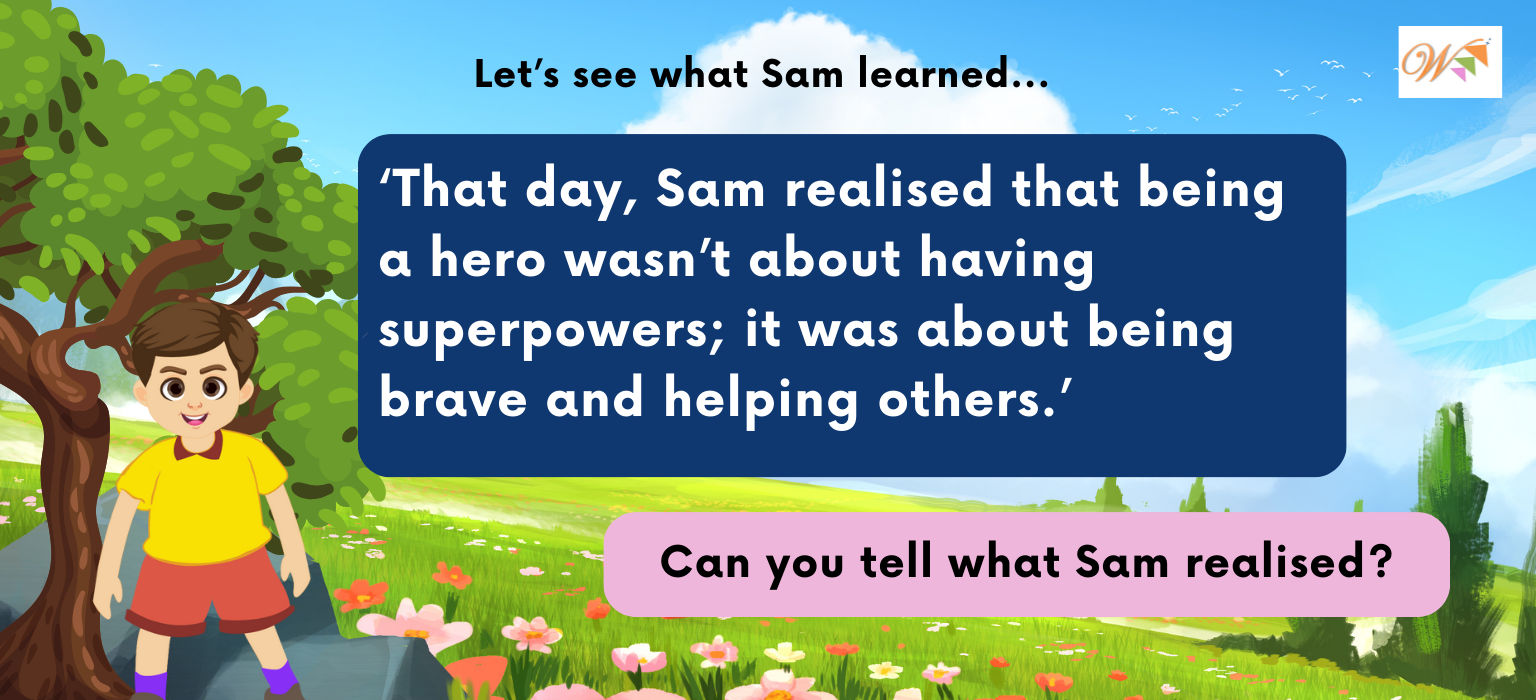 Let’s see what Sam learned...
W
‘That day, Sam realised that being
a hero wasn’t about having
superpowers; it was about being
brave and helping others.’
Can you tell what Sam realised?